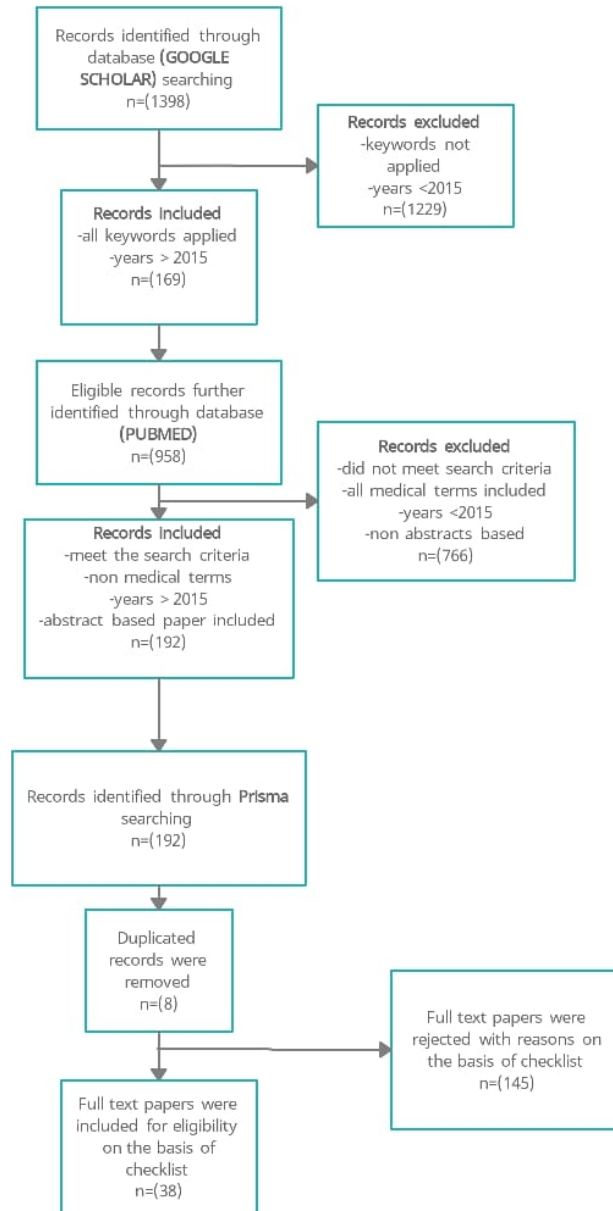 Records identified through
database (GOOGLE
SCHOLAR) searching
n=(1398)
Records excluded
-keywords not
applied
-years <2015
n=(1229)
Records Included
-all keywords applied
-years > 2015
n=(169)
Eligible records further
identified through database
(PUBMED)
n=(958)
Records excluded
-did not meet search criteria
-all medical terms included
-years <2015
-non abstracts based
n=(766)
Records Included
-meet the search criteria
-non medical terms
-years > 2015
-abstract based paper included
n=(192)
Records identified through Prisma
searching
n=(192)
Duplicated
records were
removed
n=(8)
Full text papers were
rejected with reasons on
the basis of checklist
n=(145)
Full text papers were
included for eligibility
on the basis of
checklist
n=(38)